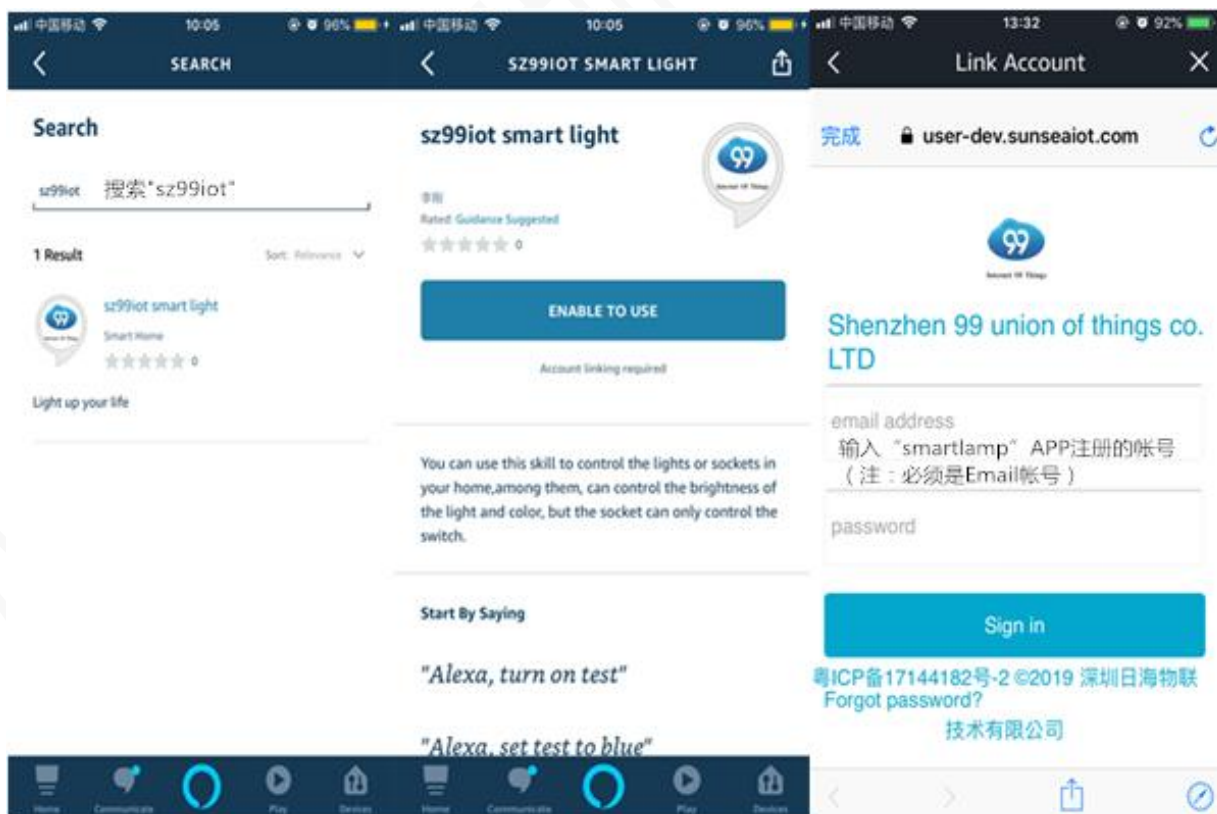 中国移动 10:05 96%
SEARCH
Search
sz99iot 搜索"sz99iot"
1 Result Sort: Relevance
99
sz99iot smart light
Smart Home
0
Light up your life
中国移动 10:05 96%
SZ99IOT SMART LIGHT
sz99iot smart light
99
Internet Of Things
Rated: Guidance Suggested
0
ENABLE TO USE
Account linking required
You can use this skill to control the lights or sockets in
your home,among them, can control the brightness of
the light and color, but the socket can only control the
switch.
Start By Saying
"Alexa, turn on test"
"Alexa, set test to blue"
Home Communicate Play Devices
Home Communicate Play Devices
中国移动 13:32 92%
Link Account
完成 user-dev.sunseaiot.com
99
Internet Of Things
Shenzhen 99 union of things co.
LTD
email address
输入“smartlamp”APP注册的帐号
（注：必须是Email帐号）
password
Sign in
粤ICP备17144182号-2 ©2019 深圳日海物联
Forgot password?
技术有限公司